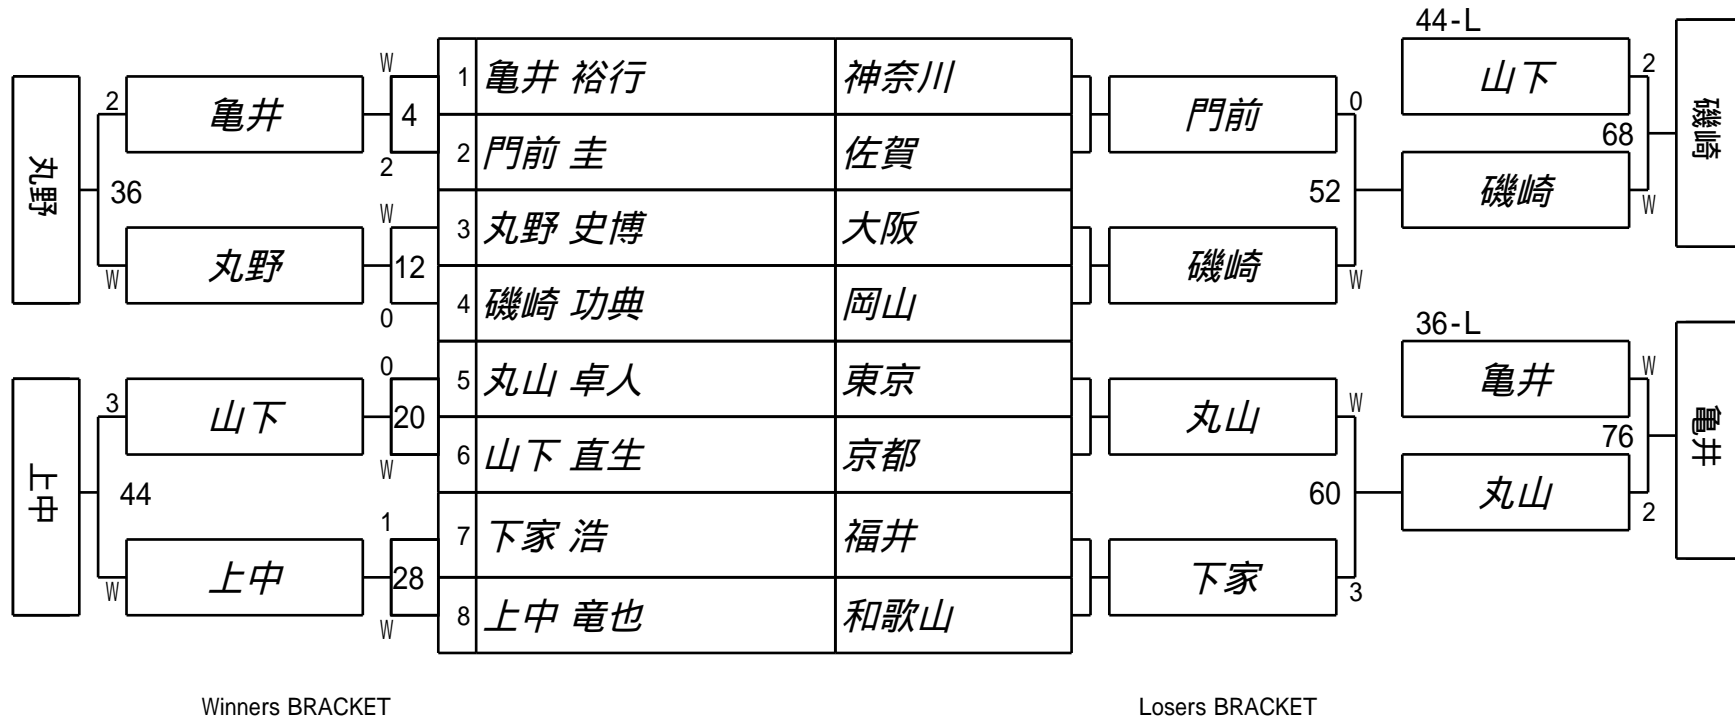 丸野
上中
2
亀井
36
W
丸野
3
山下
44
W
上中
W
4
2
W
12
0
0
20
W
1
28
W
1 亀井 裕行 神奈川
2 門前 圭 佐賀
3 丸野 史博 大阪
4 磯崎 功典 岡山
5 丸山 卓人 東京
6 山下 直生 京都
7 下家 浩 福井
8 上中 竜也 和歌山
門前
0
52
磯崎
W
丸山
W
60
下家
3
44-L
山下
2
68
磯崎
W
36-L
亀井
W
76
丸山
2
磯崎
亀井
Winners BRACKET
Losers BRACKET